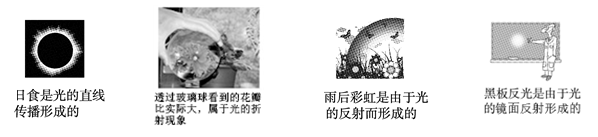 日食是光的直线
传播形成的
透过玻璃球看到的花瓣
比实际大，属于光的折
射现象
雨后彩虹是由于光
的反射而形成的
黑板反光是由于光
的镜面反射形成的